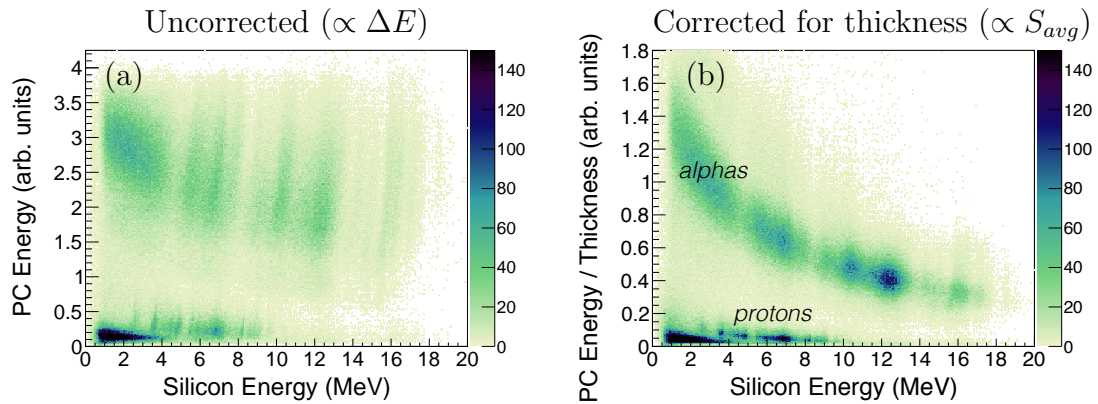 Uncorrected (∝ ΔE)
Corrected for thickness (∝ S_avg)
PC Energy (arb. units)
4
3.5
3
2.5
2
1.5
1
0.5
0
(a)
0 2 4 6 8 10 12 14 16 18 20
Silicon Energy (MeV)
140
120
100
80
60
40
20
0
PC Energy / Thickness (arb. units)
1.8
1.6
1.4
1.2
1
0.8
0.6
0.4
0.2
0
(b)
alphas
protons
0 2 4 6 8 10 12 14 16 18 20
Silicon Energy (MeV)
140
120
100
80
60
40
20
0